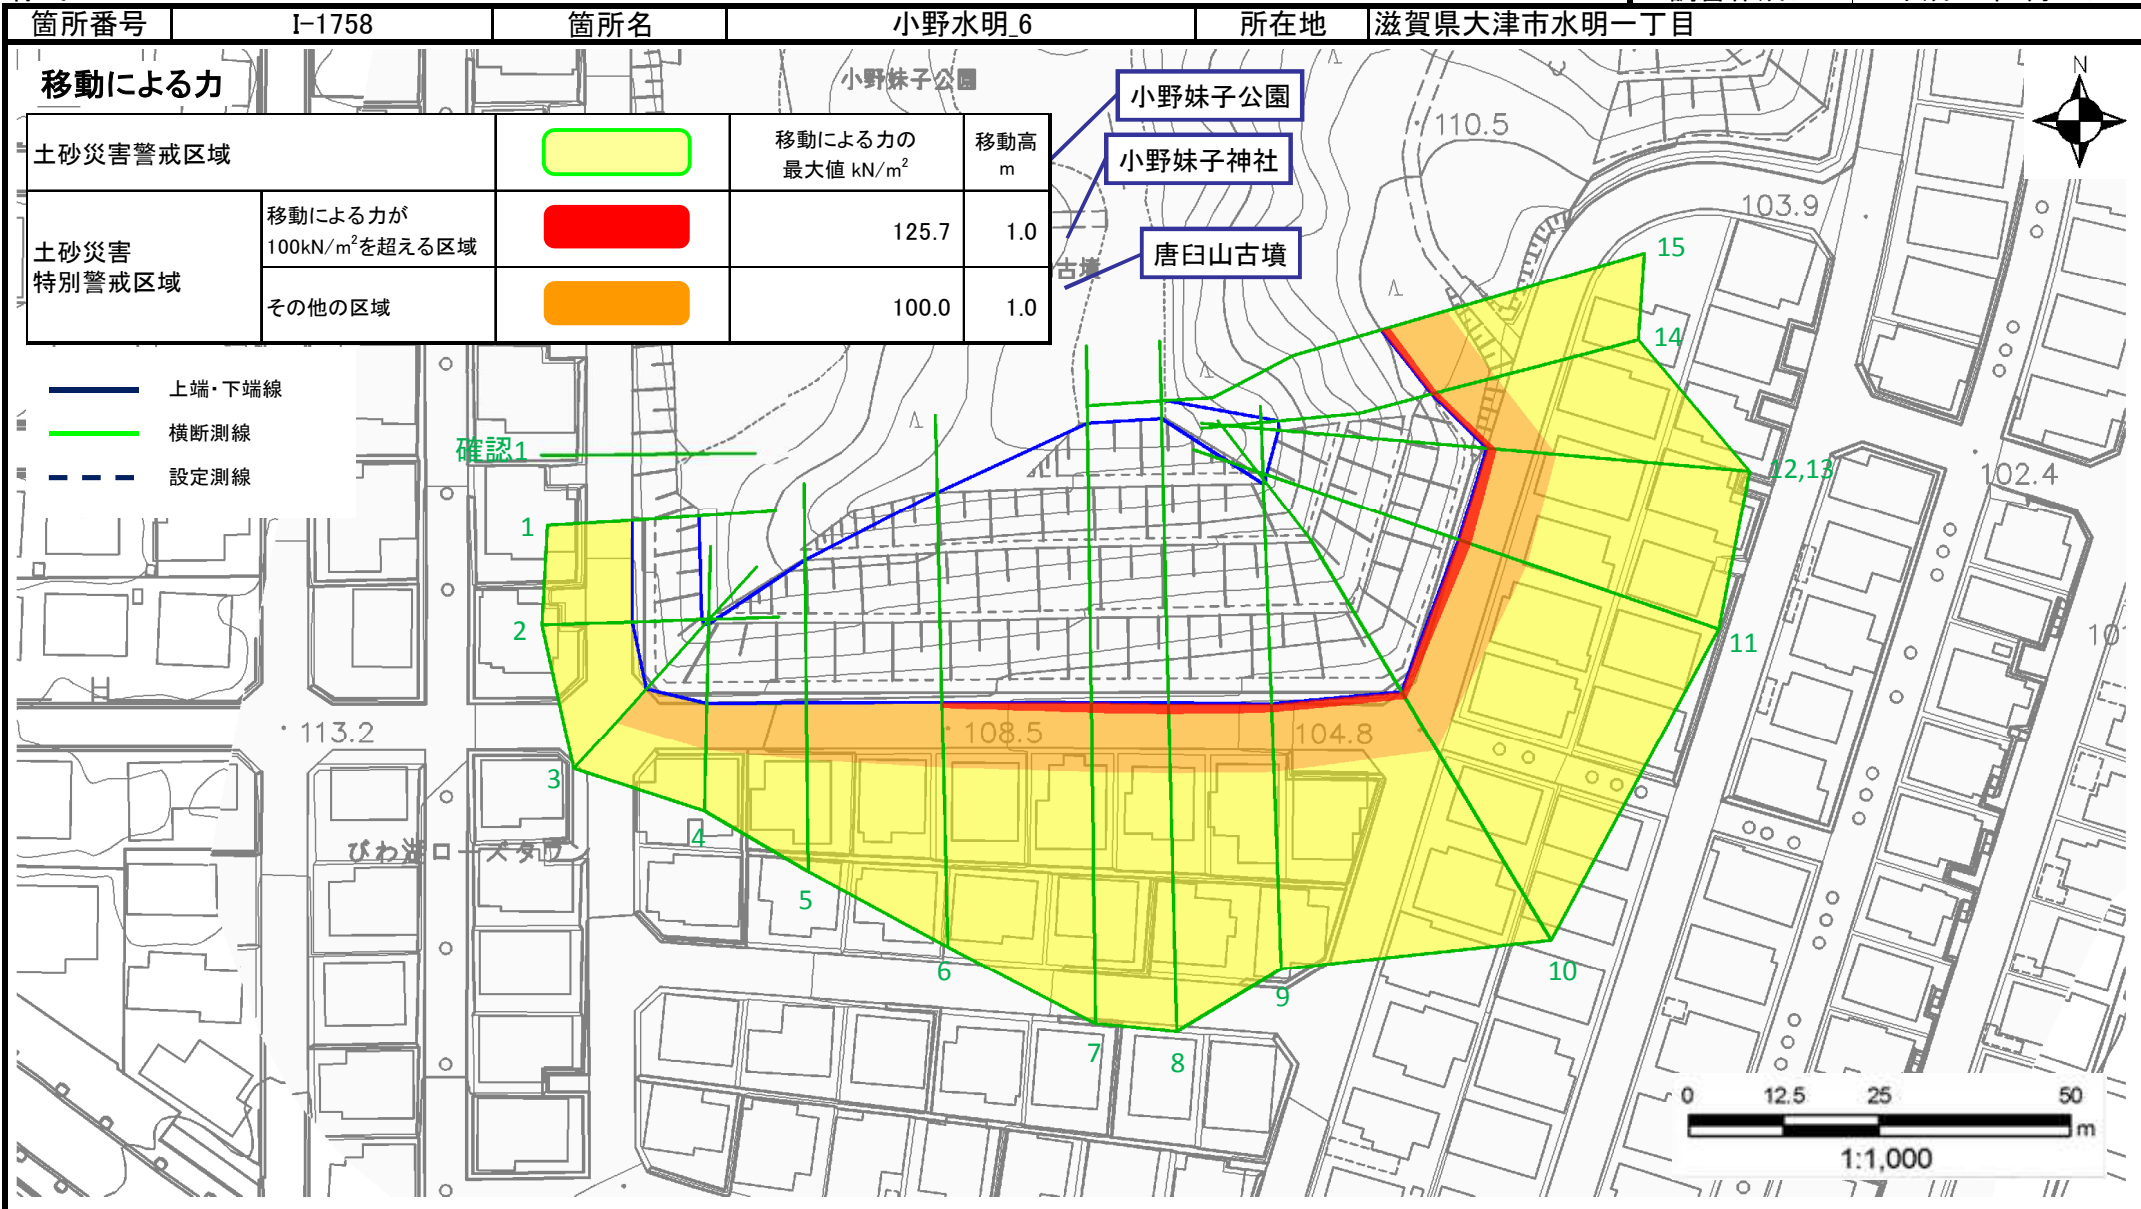 箇所番号 I-1758 箇所名 小野水明_6 所在地 滋賀県大津市水明一丁目
移動による力
土砂災害警戒区域
移動による力の
最大値 kN/m²
移動高
m
土砂災害
特別警戒区域
移動による力が
100kN/m²を超える区域
125.7 1.0
その他の区域
100.0 1.0
上端・下端線
横断測線
設定測線
小野妹子公園
小野妹子公園
小野妹子神社
唐臼山古墳
古墳
N
110.5
103.9
102.4
113.2
108.5
104.8
びわ湖ローズタウン
確認1
1
2
3
4
5
6
7
8
9
10
11
12,13
14
15
0 12.5 25 50
m
1:1,000